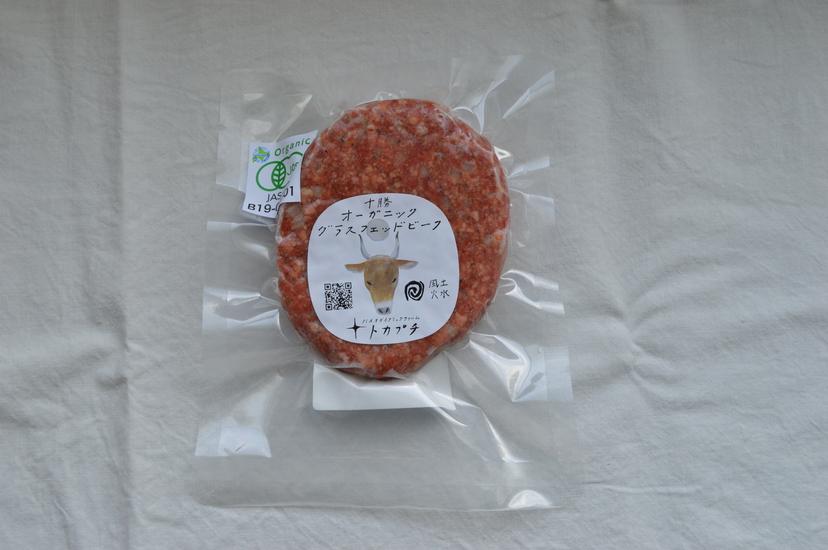 Organic
JAS
B19-
十勝
オーガニック
グラスフェッドビーフ
風土
火水
バイオダイナミックファーム
トカプチ